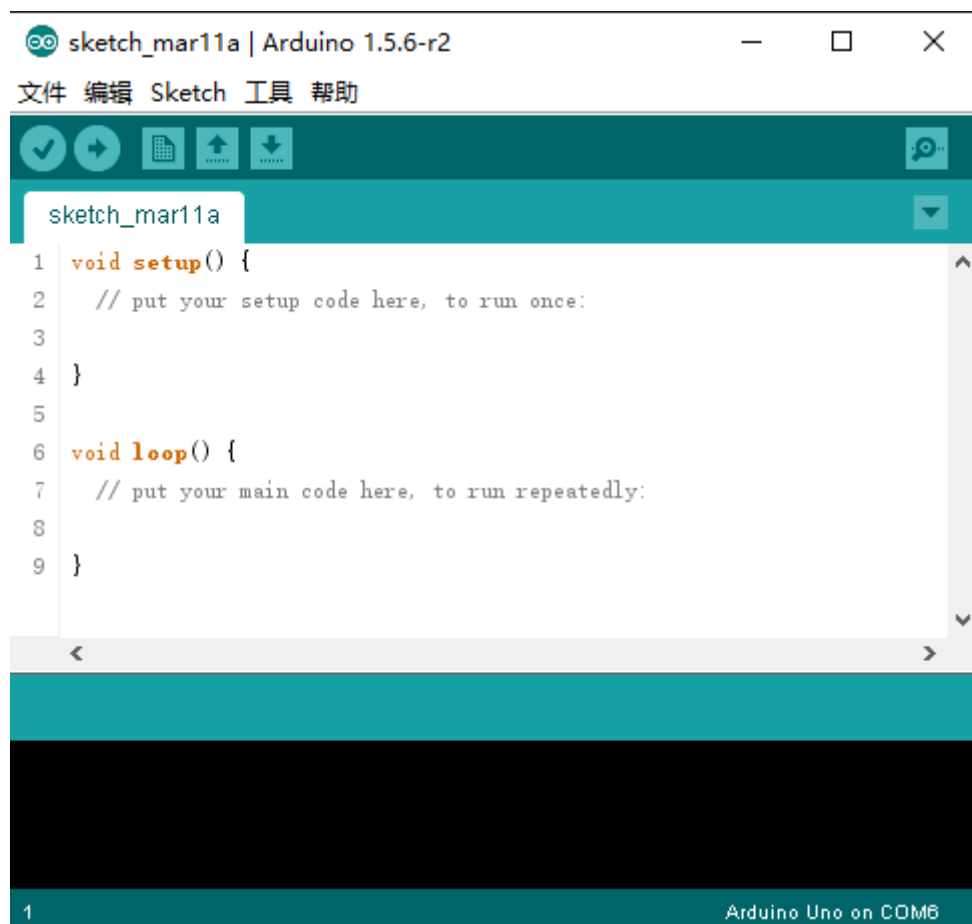 sketch_mar11a | Arduino 1.5.6-r2
文件 编辑 Sketch 工具 帮助
sketch_mar11a
1 void setup() {
2   // put your setup code here, to run once:
3
4 }
5
6 void loop() {
7   // put your main code here, to run repeatedly:
8
9 }
1 Arduino Uno on COM6